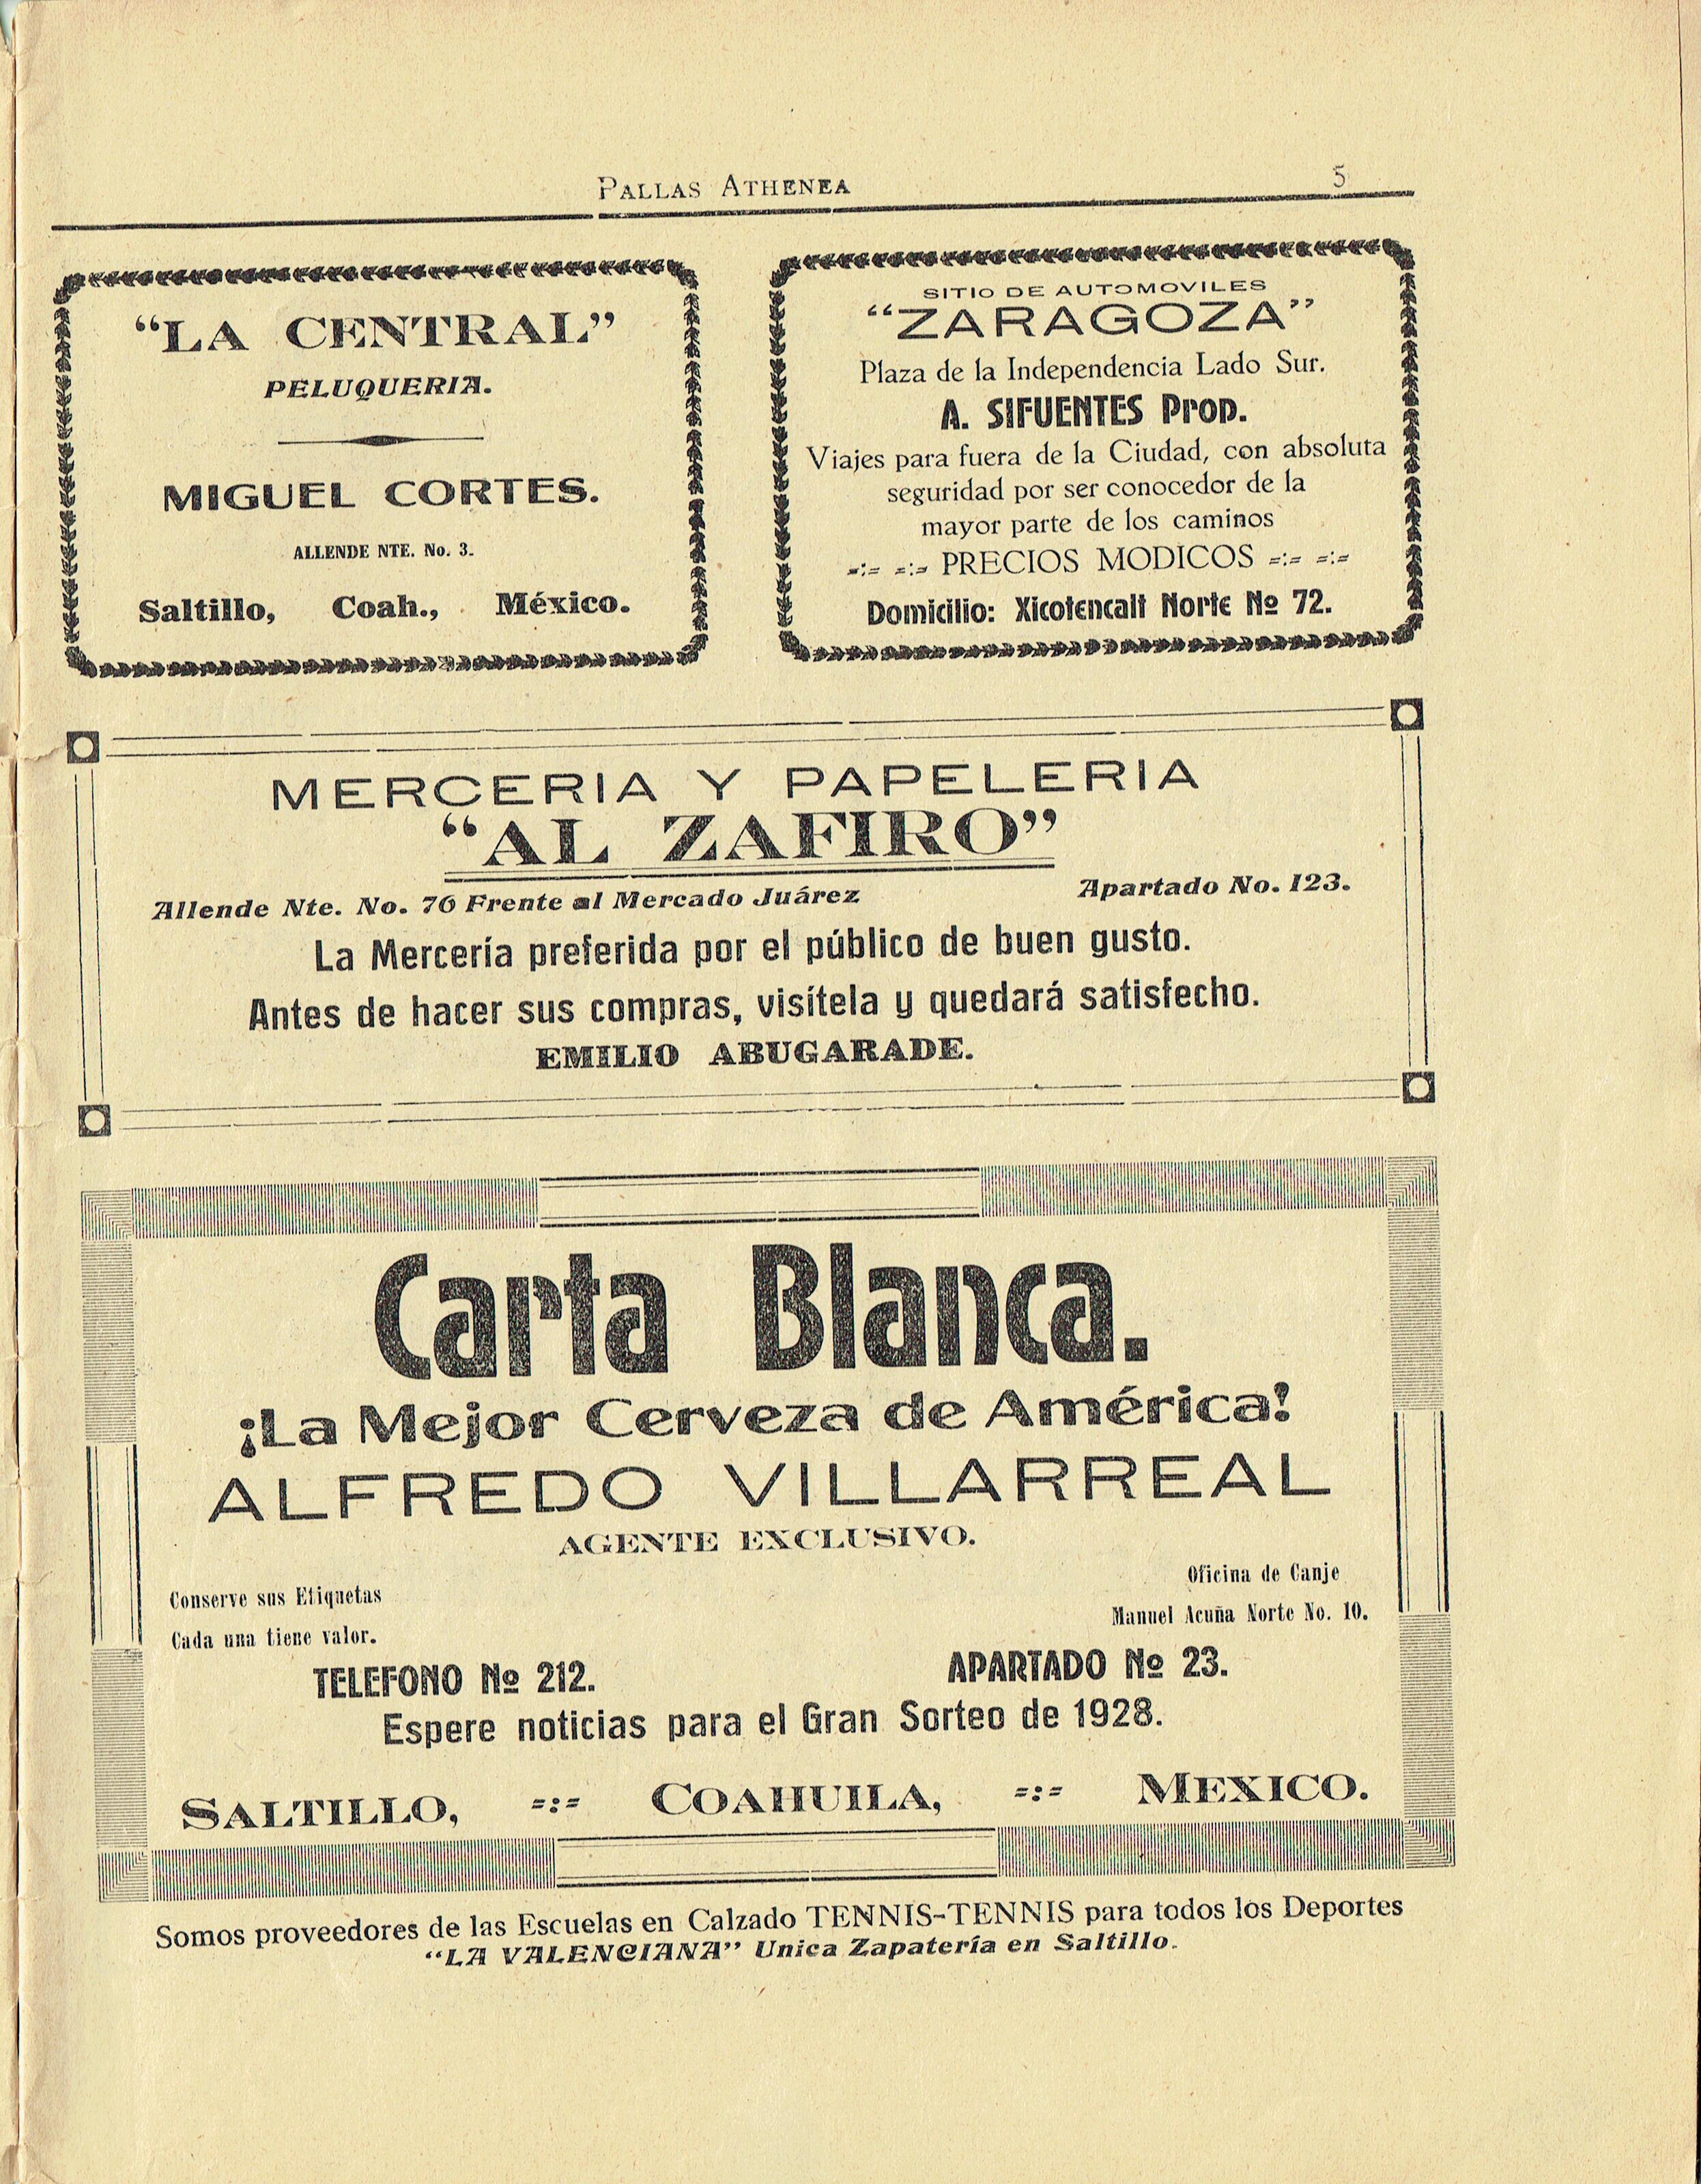 PALLAS ATHENEA
5
“LA CENTRAL”
PELUQUERIA.
MIGUEL CORTES.
ALLENDE NTE. No. 3.
Saltillo, Coah., México.
SITIO DE AUTOMOVILES
“ZARAGOZA”
Plaza de la Independencia Lado Sur.
A. SIFUENTES Prop.
Viajes para fuera de la Ciudad, con absoluta
seguridad por ser conocedor de la
mayor parte de los caminos
=:= =:= PRECIOS MODICOS =:= =:=
Domicilio: Xicotencalt Norte Nº 72.
MERCERIA Y PAPELERIA
“AL ZAFIRO”
Allende Nte. No. 76 Frente al Mercado Juárez Apartado No. 123.
La Mercería preferida por el público de buen gusto.
Antes de hacer sus compras, visítela y quedará satisfecho.
EMILIO ABUGARADE.
Carta Blanca.
¡La Mejor Cerveza de América!
ALFREDO VILLARREAL
AGENTE EXCLUSIVO.
Conserve sus Etiquetas
Cada una tiene valor.
Oficina de Canje
Manuel Acuña Norte No. 10.
TELEFONO Nº 212. APARTADO Nº 23.
Espere noticias para el Gran Sorteo de 1928.
SALTILLO, =:= COAHUILA, =:= MEXICO.
Somos proveedores de las Escuelas en Calzado TENNIS-TENNIS para todos los Deportes
“LA VALENCIANA” Unica Zapatería en Saltillo.